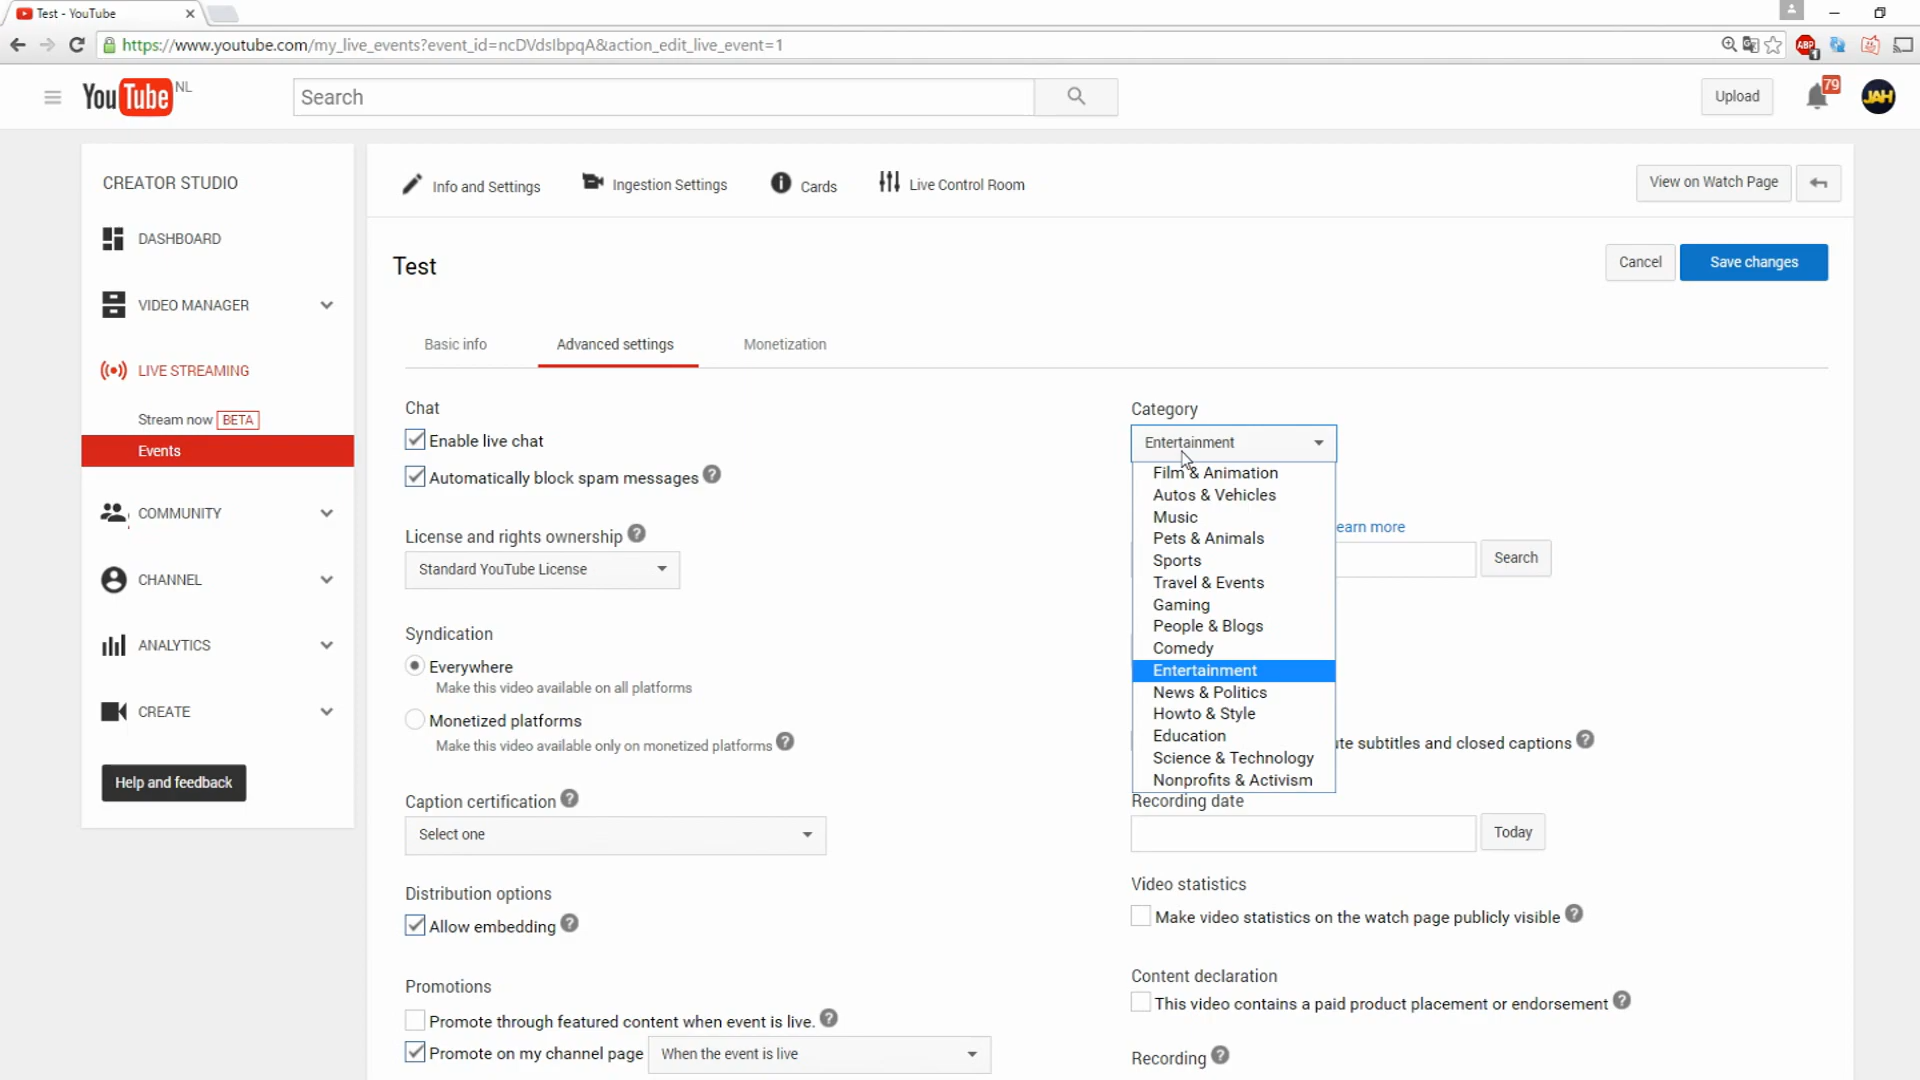 Test - YouTube
https://www.youtube.com/my_live_events?event_id=ncDVdsIbpqA&action_edit_live_event=1
ABP
1
YouTube NL
Search
Upload
79
JAH
CREATOR STUDIO
DASHBOARD
VIDEO MANAGER
LIVE STREAMING
Stream now BETA
Events
COMMUNITY
CHANNEL
ANALYTICS
CREATE
Help and feedback
Info and Settings
Ingestion Settings
Cards
Live Control Room
View on Watch Page
Test
Cancel
Save changes
Basic info
Advanced settings
Monetization
Chat
Enable live chat
Automatically block spam messages ?
License and rights ownership ?
Standard YouTube License
Syndication
Everywhere
Make this video available on all platforms
Monetized platforms
Make this video available only on monetized platforms ?
Caption certification ?
Select one
Distribution options
Allow embedding ?
Promotions
Promote through featured content when event is live. ?
Promote on my channel page
When the event is live
Category
Entertainment
Film & Animation
Autos & Vehicles
Music
Pets & Animals
Sports
Travel & Events
Gaming
People & Blogs
Comedy
Entertainment
News & Politics
Howto & Style
Education
Science & Technology
Nonprofits & Activism
earn more
Search
te subtitles and closed captions ?
Recording date
Today
Video statistics
Make video statistics on the watch page publicly visible ?
Content declaration
This video contains a paid product placement or endorsement ?
Recording ?